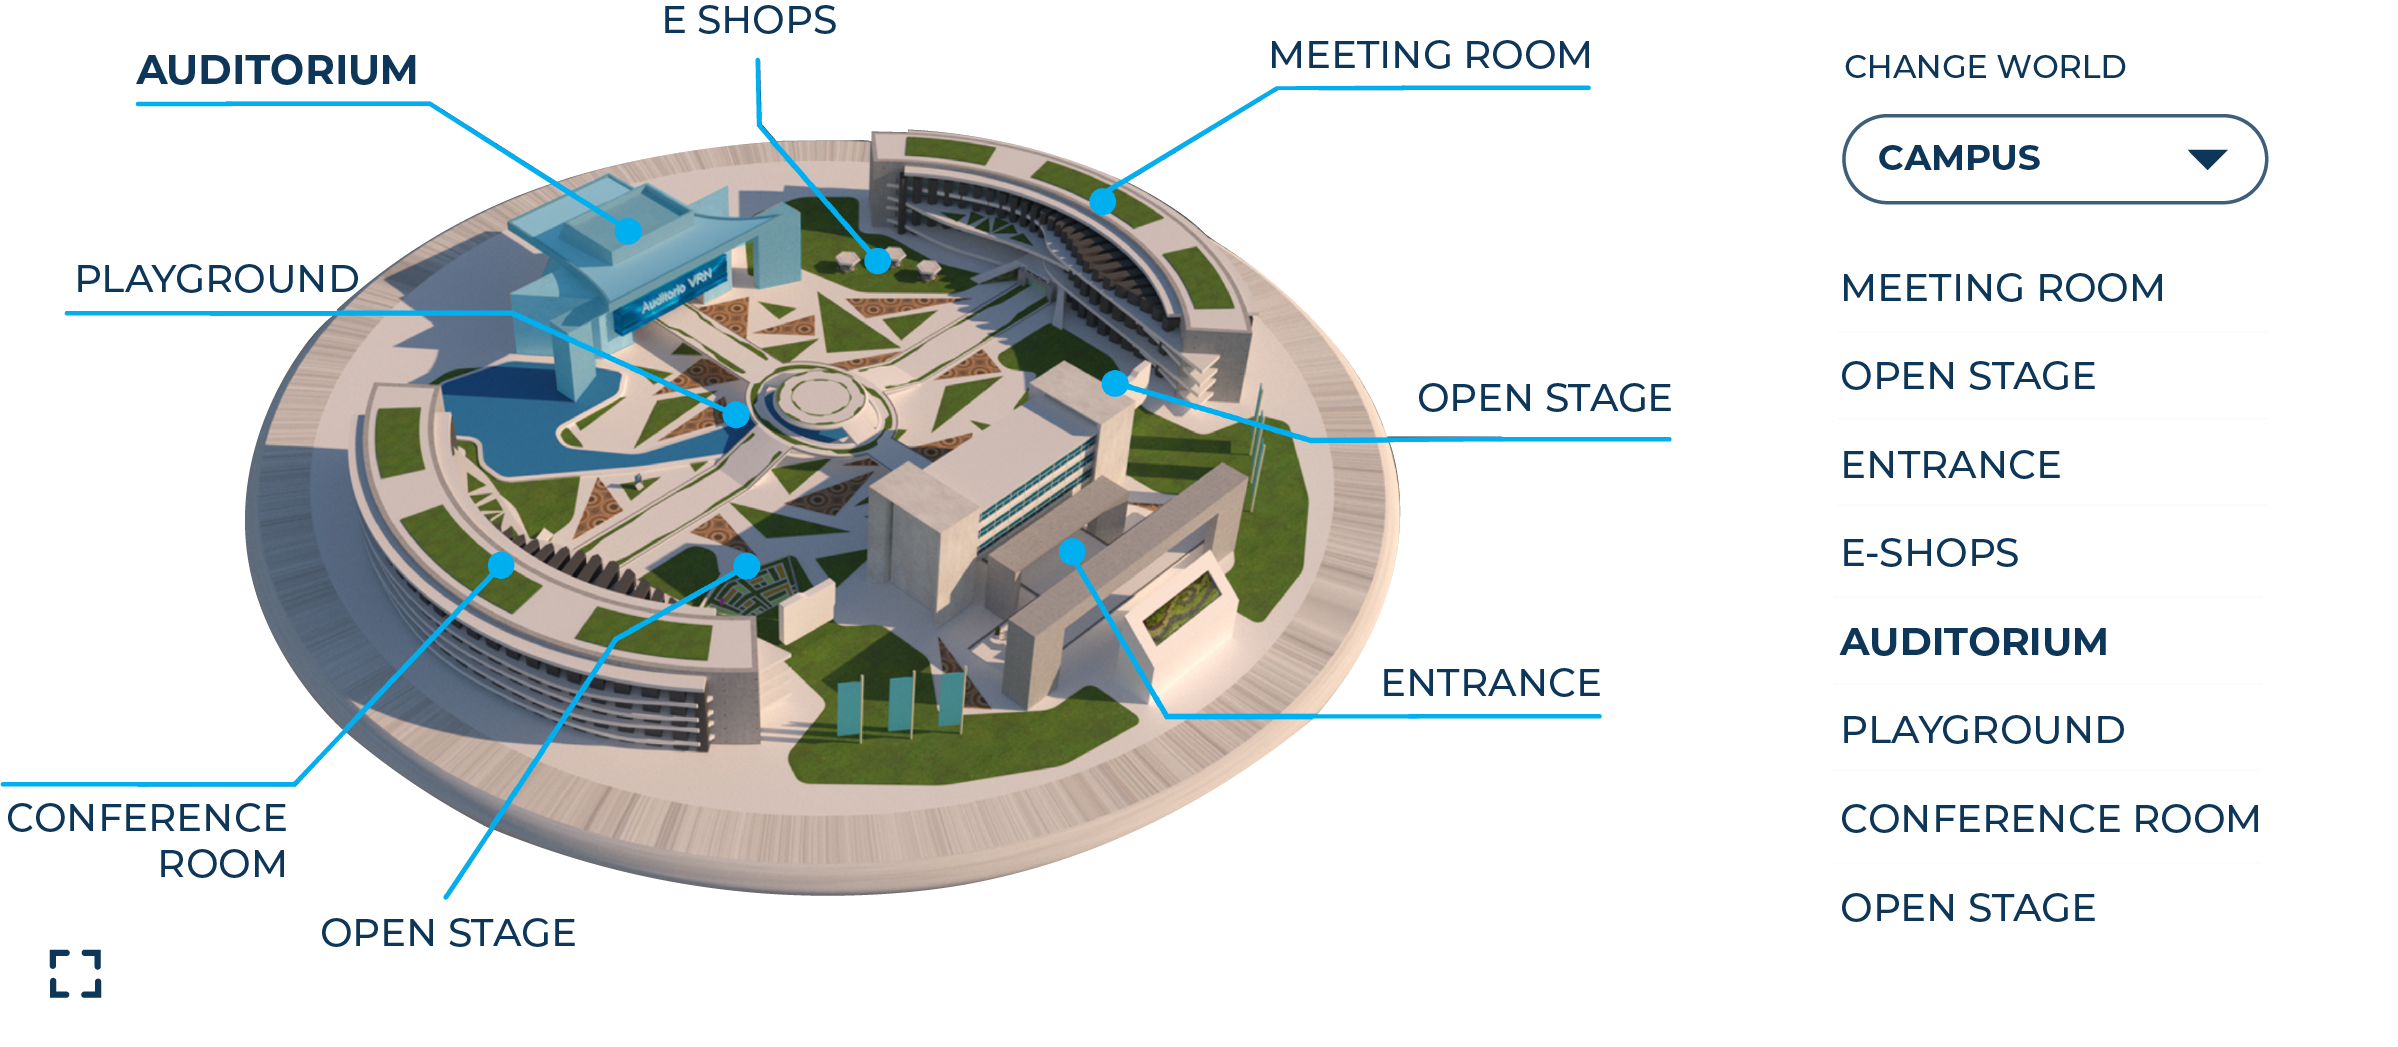 E SHOPS
AUDITORIUM
MEETING ROOM
PLAYGROUND
Auditorio VRN
OPEN STAGE
ENTRANCE
CONFERENCE
ROOM
OPEN STAGE
CHANGE WORLD
CAMPUS
MEETING ROOM
OPEN STAGE
ENTRANCE
E-SHOPS
AUDITORIUM
PLAYGROUND
CONFERENCE ROOM
OPEN STAGE